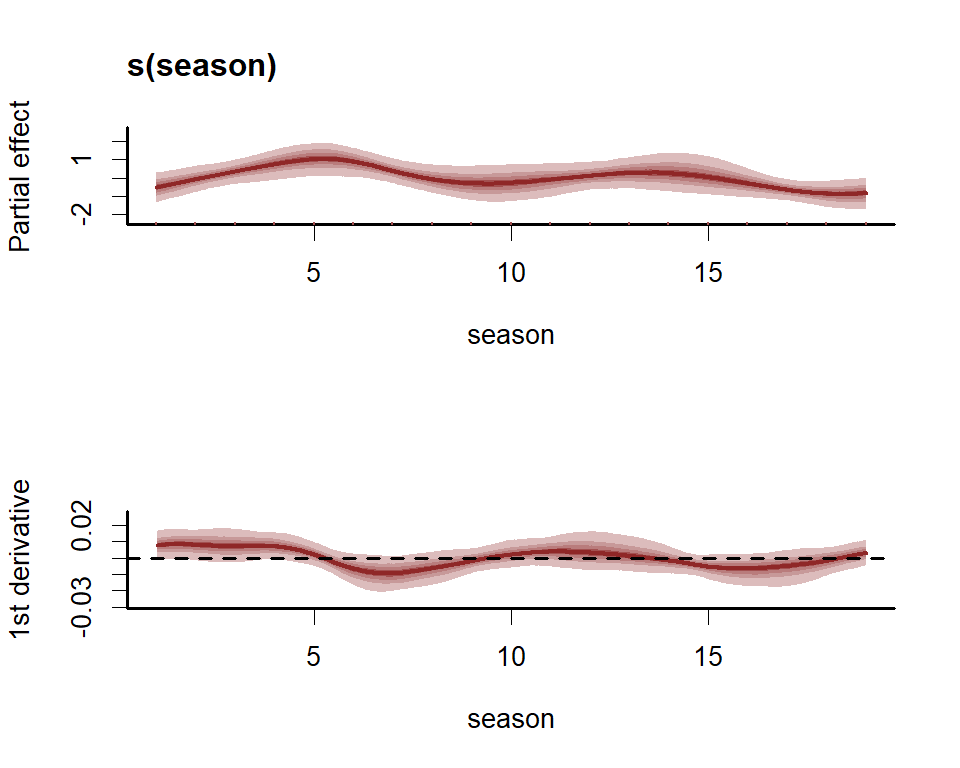 s(season)
Partial effect
1
-2
5 10 15
season
1st derivative
0.02
-0.03
5 10 15
season